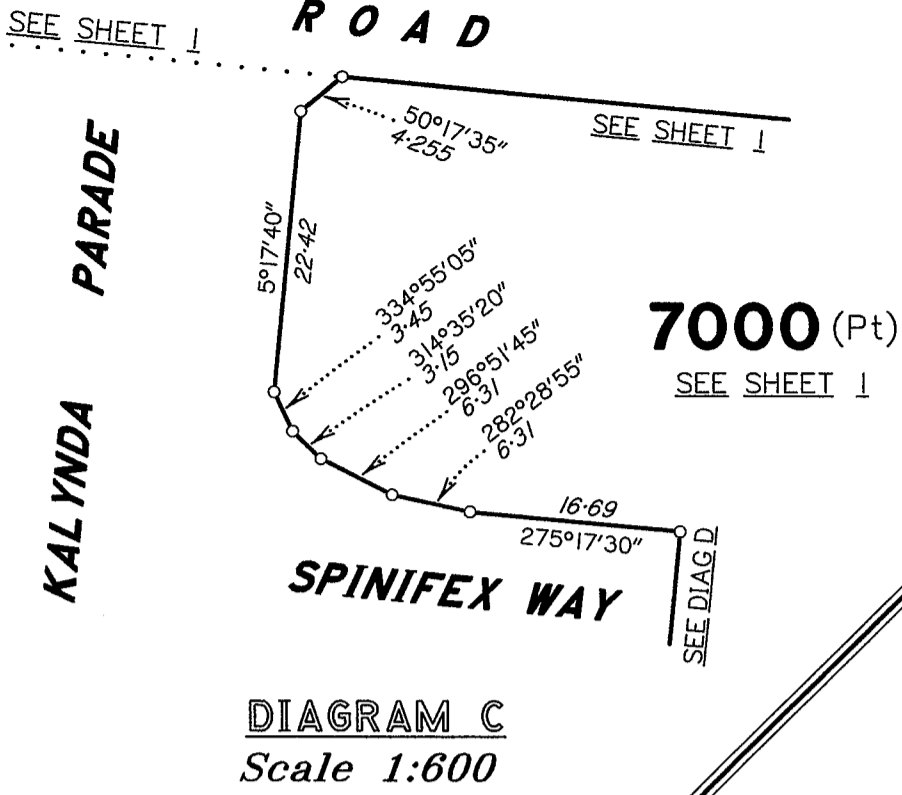 ROAD
SEE SHEET 1
50°17'35"
4·255
SEE SHEET 1
KALYNDA PARADE
5°17'40"
22·42
334°55'05"
3·45
314°35'20"
3·15
296°51'45"
6·31
282°28'55"
6·31
7000 (Pt)
SEE SHEET 1
16·69
275°17'30"
SEE DIAG D
SPINIFEX WAY
DIAGRAM C
Scale 1:600